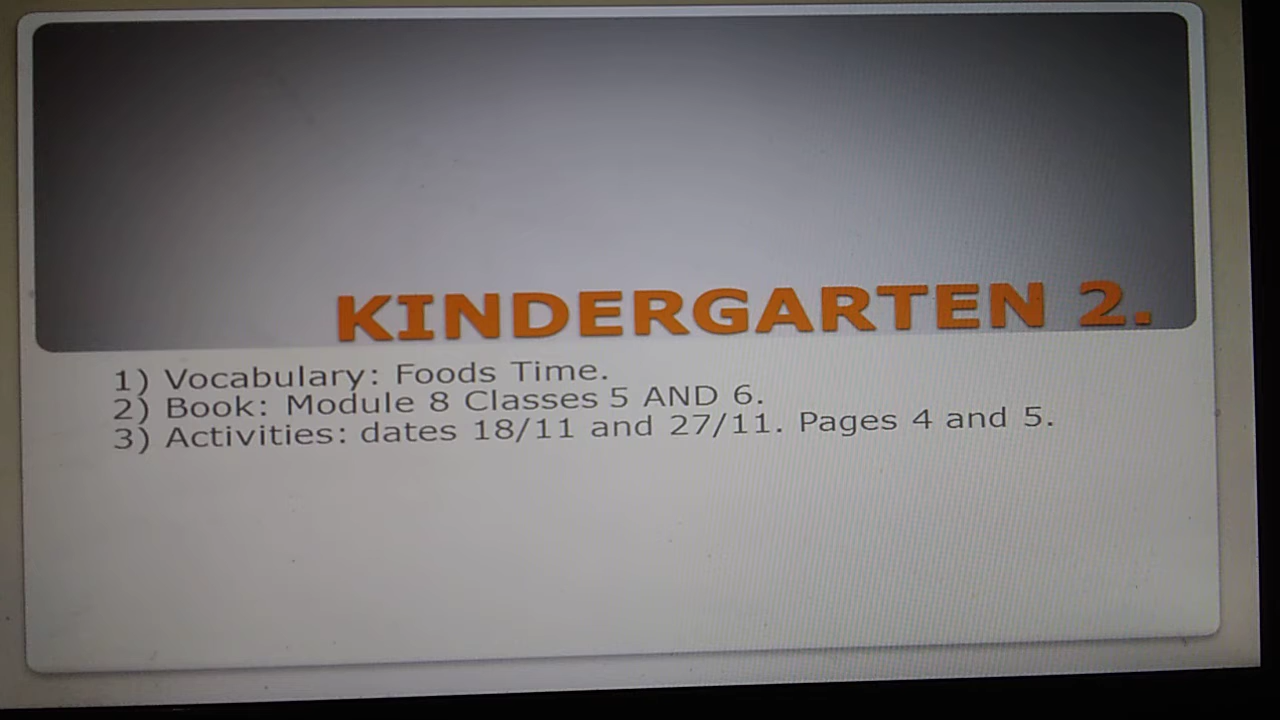 KINDERGARTEN 2.
1) Vocabulary: Foods Time.
2) Book: Module 8 Classes 5 AND 6.
3) Activities: dates 18/11 and 27/11. Pages 4 and 5.